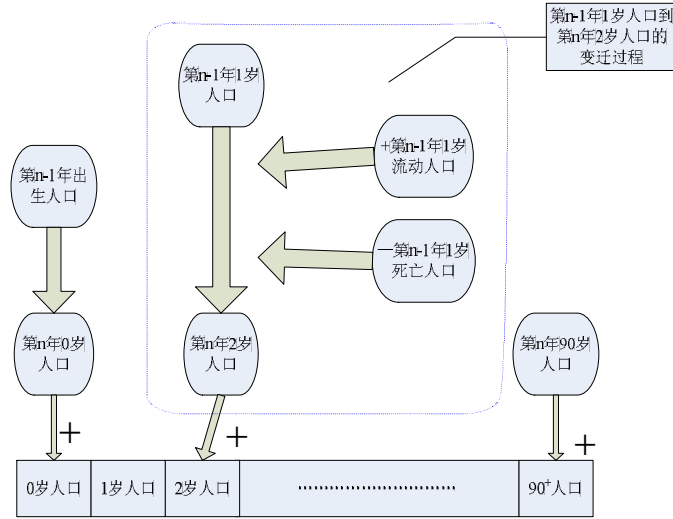 第n-1年1岁人口到
第n年2岁人口的
变迁过程
第n-1年1岁
人口
+第n-1年1岁
流动人口
第n-1年出
生人口
—第n-1年1岁
死亡人口
第n年0岁
人口
第n年2岁
人口
第n年90岁
人口
+
+
+
0岁人口 1岁人口 2岁人口 ........................ 90⁺人口